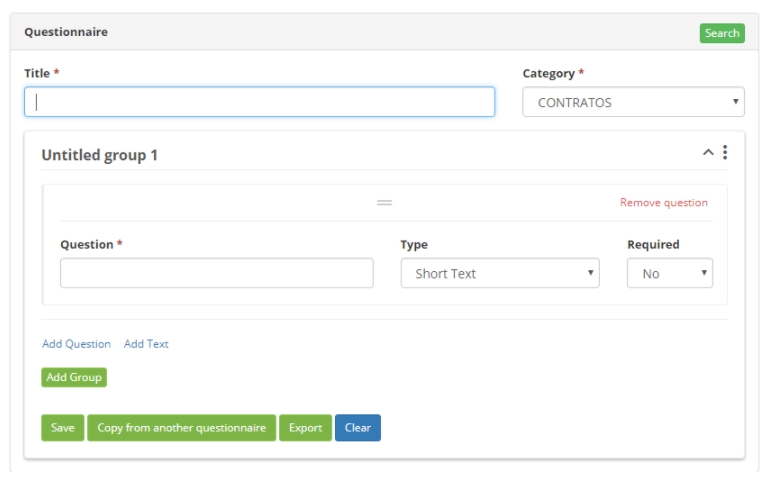 Questionnaire Search
Title * Category *
CONTRATOS
Untitled group 1
Remove question
Question * Type Required
Short Text No
Add Question Add Text
Add Group
Save Copy from another questionnaire Export Clear